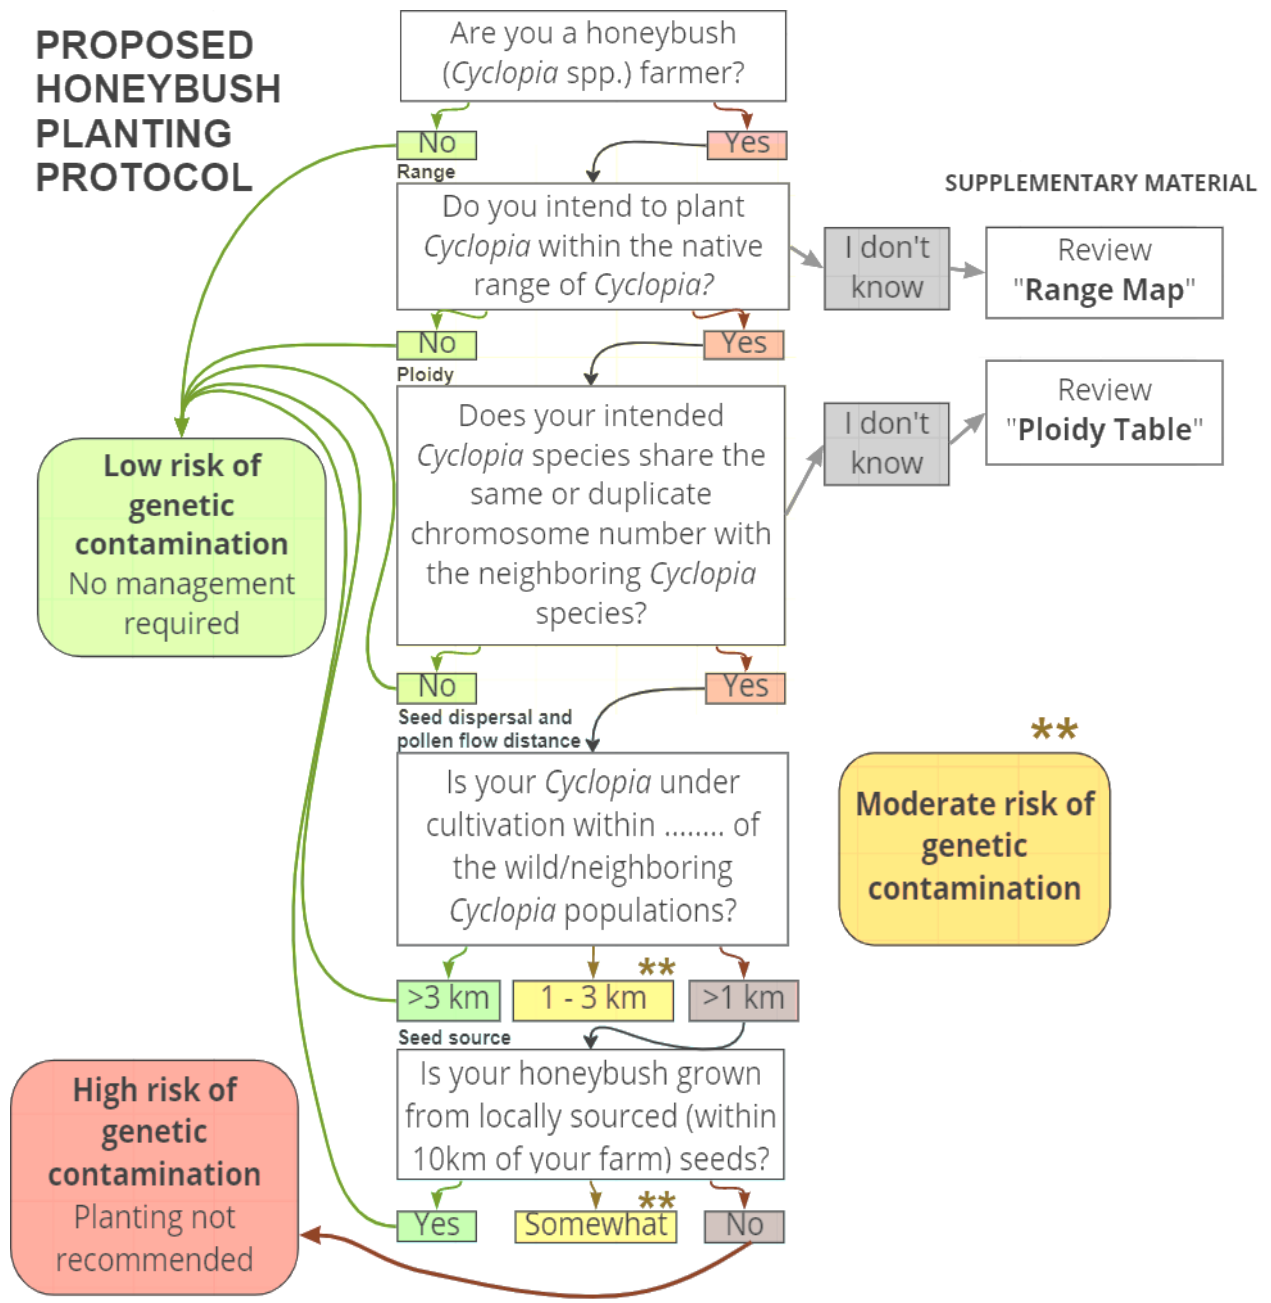 PROPOSED
HONEYBUSH
PLANTING
PROTOCOL
Are you a honeybush
(Cyclopia spp.) farmer?
No
Yes
Range
Do you intend to plant
Cyclopia within the native
range of Cyclopia?
I don't
know
SUPPLEMENTARY MATERIAL
Review
"Range Map"
No
Yes
Ploidy
Does your intended
Cyclopia species share the
same or duplicate
chromosome number with
the neighboring Cyclopia
species?
I don't
know
Review
"Ploidy Table"
Low risk of
genetic
contamination
No management
required
No
Yes
Seed dispersal and
pollen flow distance
Is your Cyclopia under
cultivation within ........ of
the wild/neighboring
Cyclopia populations?
**
Moderate risk of
genetic
contamination
>3 km
**
1 - 3 km
>1 km
Seed source
Is your honeybush grown
from locally sourced (within
10km of your farm) seeds?
High risk of
genetic
contamination
Planting not
recommended
Yes
**
Somewhat
No